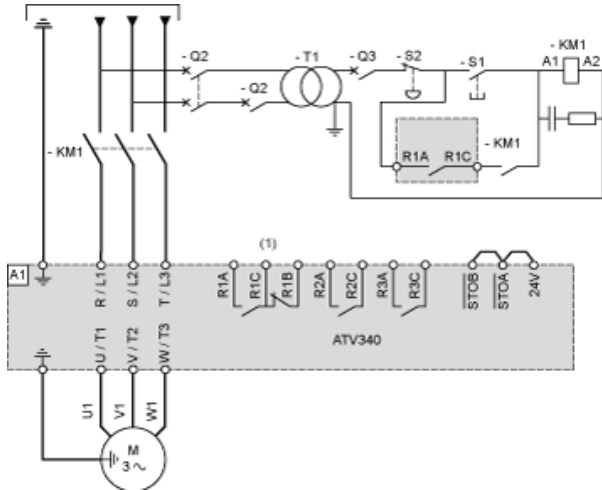 - Q2
- T1
- Q3
- S2
- S1
- KM1
A1 A2
- Q2
- KM1
R1A R1C
- KM1
(1)
A1
R / L1
S / L2
T / L3
R1A
R1C
R1B
R2A
R2C
R3A
R3C
STOB
STOA
24V
ATV340
U / T1
V / T2
W / T3
U1
V1
W1
M
3 ~